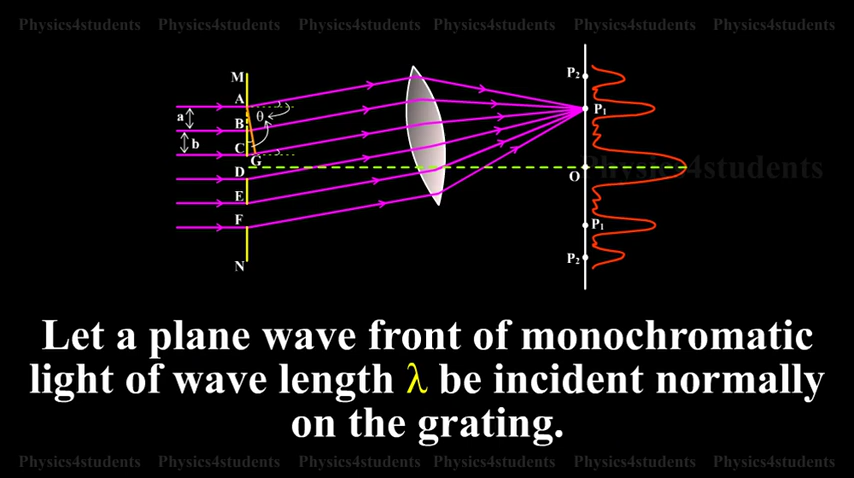 Physics4students Physics4students Physics4students Physics4students Physics4students Physics4students
M
P₂
A
a
θ
P₁
B
b
C
G
Physics4students
D
O
E
F
P₁
N
P₂
Let a plane wave front of monochromatic
light of wave length λ be incident normally
on the grating.
Physics4students Physics4students Physics4students Physics4students Physics4students Physics4students